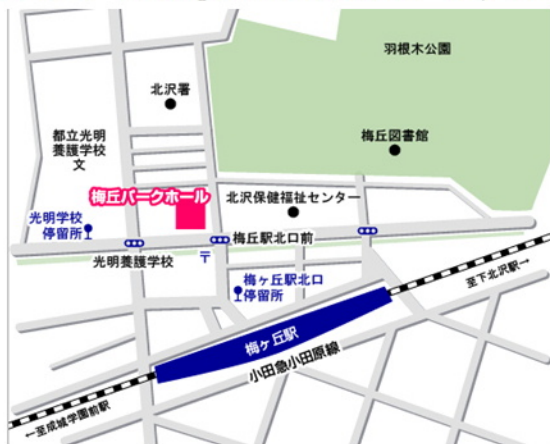 羽根木公園
北沢署
都立光明
養護学校
文
梅丘図書館
梅丘パークホール
光明学校
停留所
北沢保健福祉センター
梅丘駅北口前
光明養護学校
〒
梅ヶ丘駅北口
停留所
至下北沢駅→
梅ヶ丘駅
小田急小田原線
←至成城学園前駅